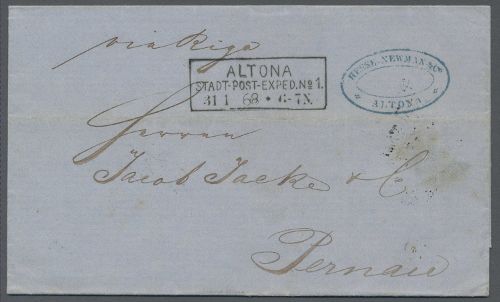 via Riga
ALTONA
STADT-POST-EXPED. No 1.
31 1 68 * 6-7N.
NEWMAN & Co
ALTONA
Herren
Jacob Jacke & C.
Pernau